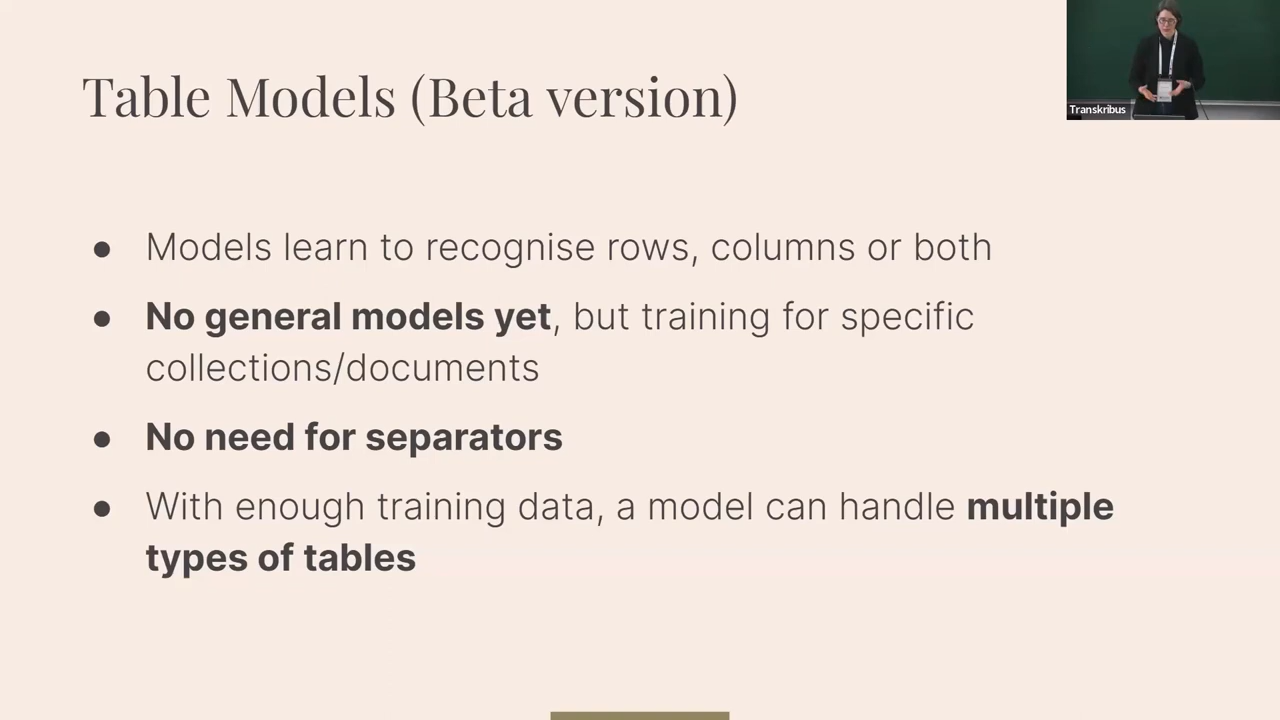 Table Models (Beta version)
Transkribus
● Models learn to recognise rows, columns or both
● No general models yet, but training for specific
collections/documents
● No need for separators
● With enough training data, a model can handle multiple
types of tables